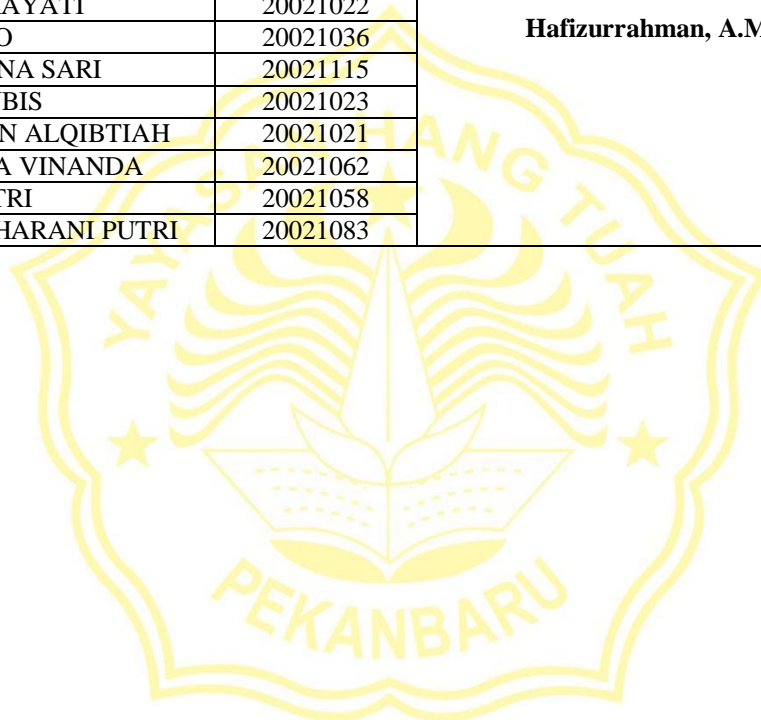 AYATI 20021022
O 20021036
Hafizurrahman, A.M
NA SARI 20021115
BIS 20021023
N ALQIBTIAH 20021021
A VINANDA 20021062
TRI 20021058
HARANI PUTRI 20021083
YAYASAN HANG TUAH
PEKANBARU